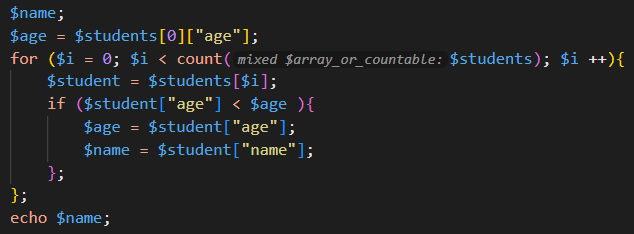 $name;
$age = $students[0]["age"];
for ($i = 0; $i < count(mixed $array_or_countable: $students); $i ++){
    $student = $students[$i];
    if ($student["age"] < $age ){
        $age = $student["age"];
        $name = $student["name"];
    };
};
echo $name;